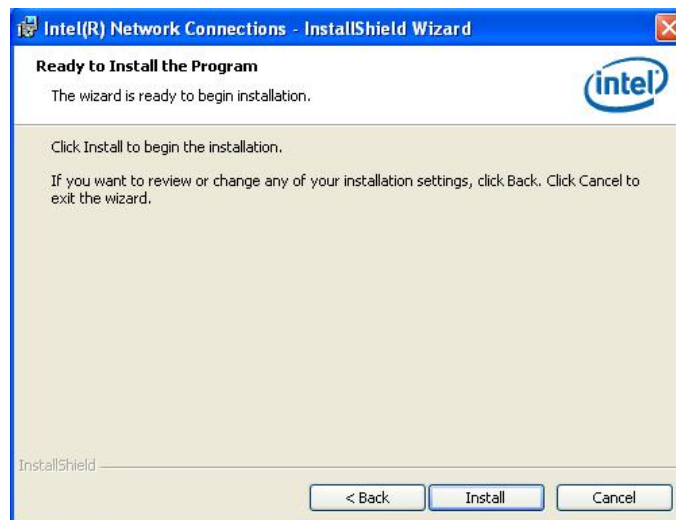 Intel(R) Network Connections - InstallShield Wizard
Ready to Install the Program
The wizard is ready to begin installation.
intel
Click Install to begin the installation.
If you want to review or change any of your installation settings, click Back. Click Cancel to
exit the wizard.
InstallShield
< Back Install Cancel